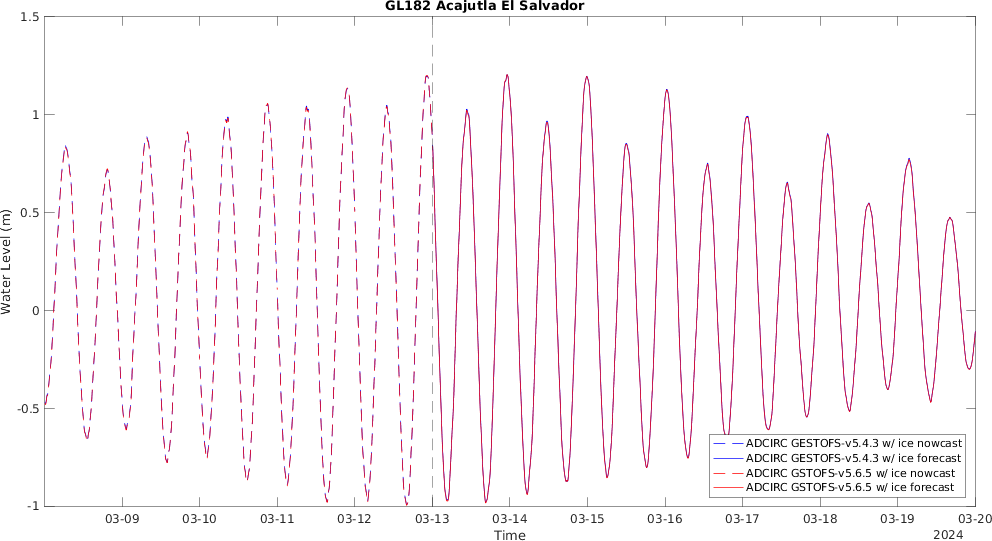 GL182 Acajutla El Salvador
1.5
1
0.5
0
-0.5
-1
Water Level (m)
03-09 03-10 03-11 03-12 03-13 03-14 03-15 03-16 03-17 03-18 03-19 03-20
Time
2024
ADCIRC GESTOFS-v5.4.3 w/ ice nowcast
ADCIRC GESTOFS-v5.4.3 w/ ice forecast
ADCIRC GSTOFS-v5.6.5 w/ ice nowcast
ADCIRC GSTOFS-v5.6.5 w/ ice forecast